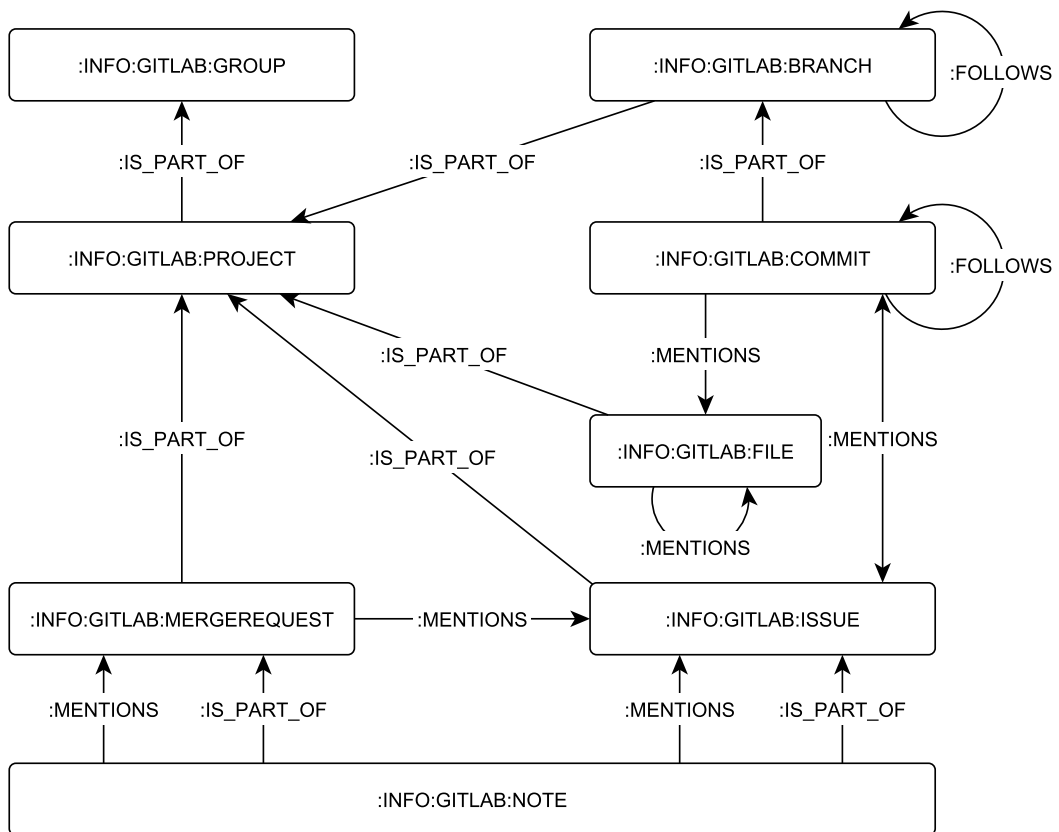 :INFO:GITLAB:GROUP
:INFO:GITLAB:BRANCH
:FOLLOWS
:IS_PART_OF
:IS_PART_OF
:IS_PART_OF
:INFO:GITLAB:PROJECT
:INFO:GITLAB:COMMIT
:FOLLOWS
:IS_PART_OF
:MENTIONS
:IS_PART_OF
:IS_PART_OF
:INFO:GITLAB:FILE
:MENTIONS
:MENTIONS
:INFO:GITLAB:MERGEREQUEST
:MENTIONS
:INFO:GITLAB:ISSUE
:MENTIONS
:IS_PART_OF
:MENTIONS
:IS_PART_OF
:INFO:GITLAB:NOTE